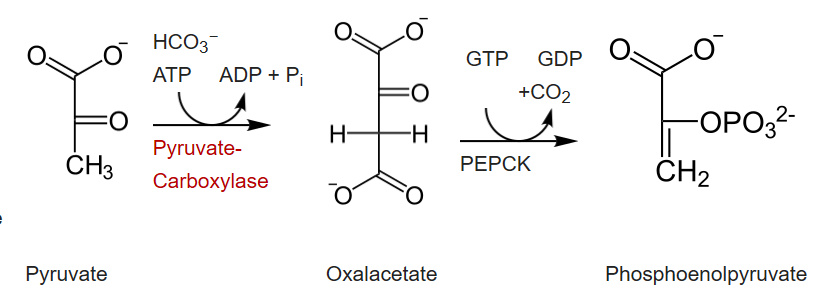 HCO3⁻
ATP ADP + Pi
Pyruvate-
Carboxylase
O O⁻
O
CH3
O O⁻
O
H H
⁻O O
GTP GDP
+CO2
PEPCK
O O⁻
OPO3²⁻
CH2
e
Pyruvate Oxalacetate Phosphoenolpyruvate